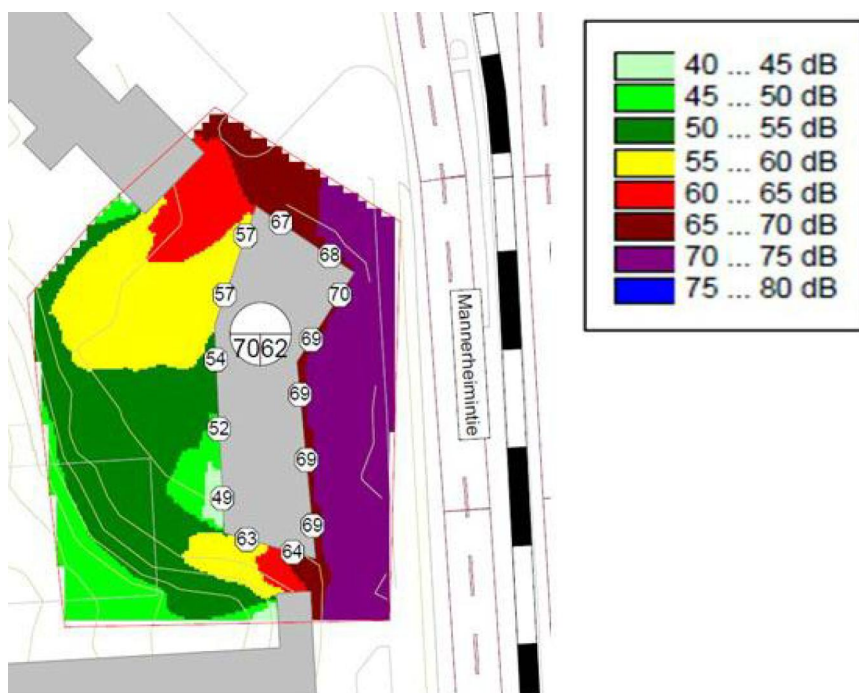 40 ... 45 dB
45 ... 50 dB
50 ... 55 dB
55 ... 60 dB
60 ... 65 dB
65 ... 70 dB
70 ... 75 dB
75 ... 80 dB
67
57
68
57
70
70 62
69
54
69
52
69
49
69
63
64
Mannerheimintie